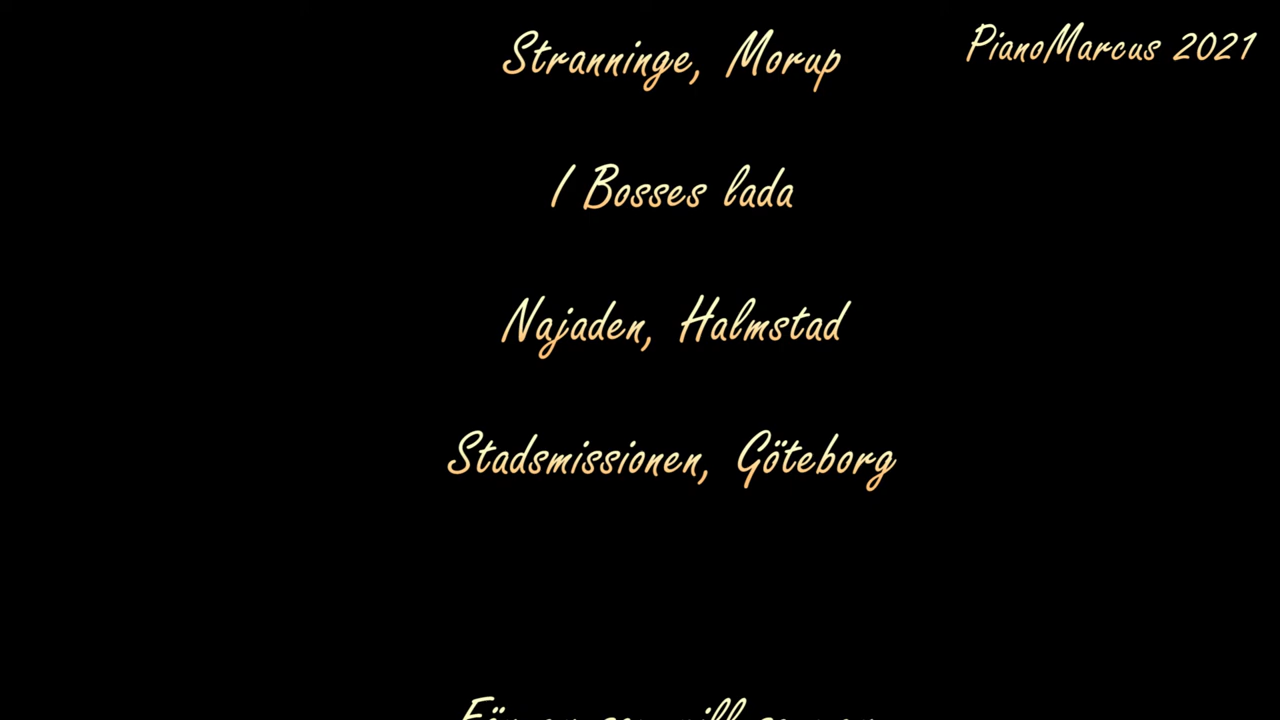 Stranninge, Morup
PianoMarcus 2021
I Bosses lada
Najaden, Halmstad
Stadsmissionen, Göteborg